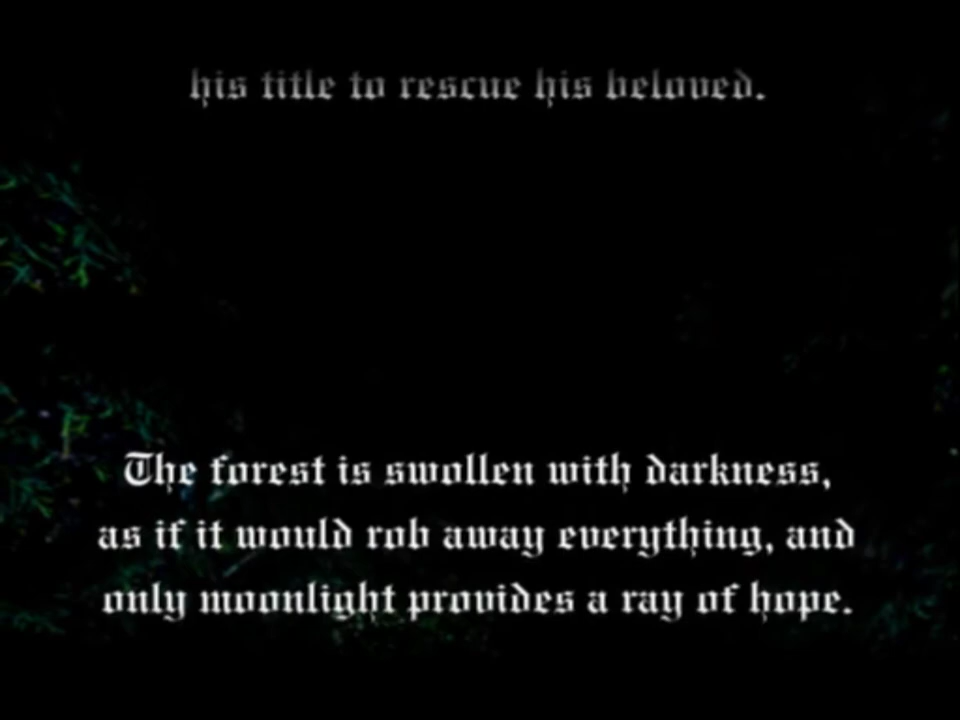 his title to rescue his beloved.
The forest is swollen with darkness,
as if it would rob away everything, and
only moonlight provides a ray of hope.